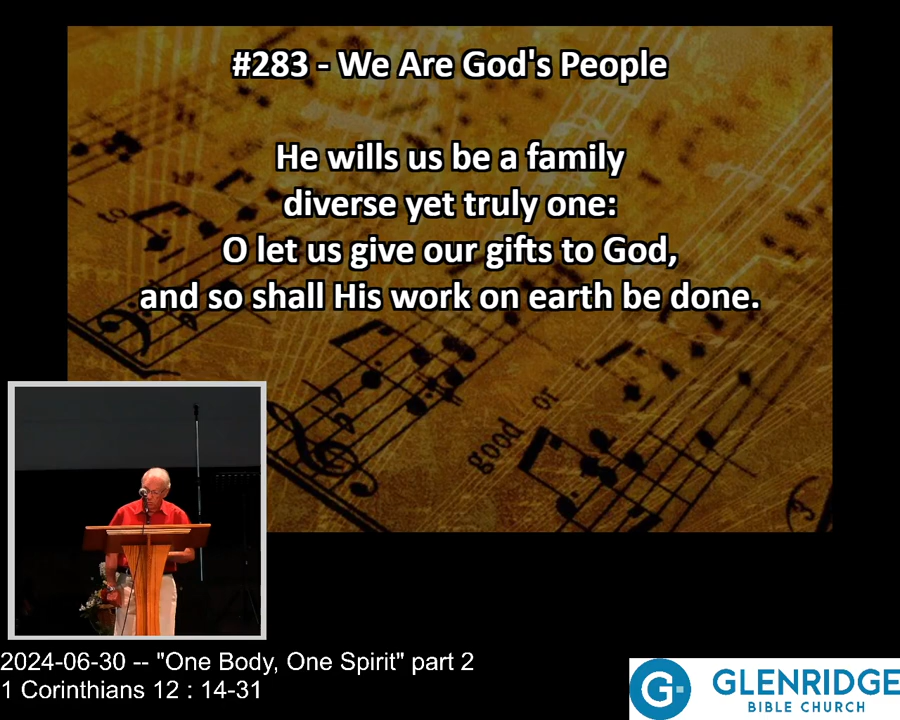 #283 - We Are God's People
He wills us be a family
diverse yet truly one:
O let us give our gifts to God,
and so shall His work on earth be done.
to
good or
2024-06-30 -- "One Body, One Spirit" part 2
1 Corinthians 12 : 14-31
G
GLENRIDGE
BIBLE CHURCH